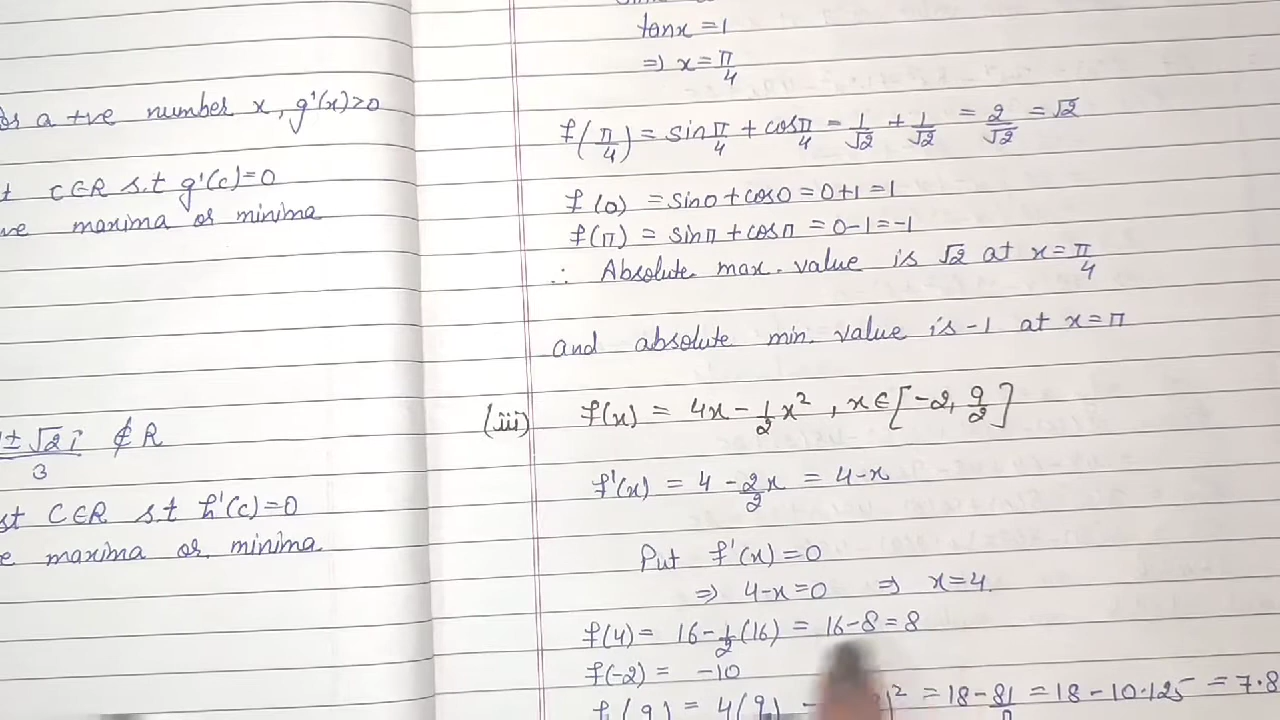 a +ve number x, g'(x)>0
C∈R s.t g'(c)=0
maxima or minima
± √2i ∉ R
3
C∈R s.t h'(c)=0
maxima or minima
tanx = 1
⇒ x = π/4
f(π/4) = sin π/4 + cos π/4 = 1/√2 + 1/√2 = 2/√2 = √2
f(0) = sin0 + cos0 = 0+1 = 1
f(π) = sinπ + cosπ = 0-1 = -1
∴ Absolute max. value is √2 at x = π/4
and absolute min. value is -1 at x = π
(iii) f(x) = 4x - 1/2 x², x∈[-2, 9/2]
f'(x) = 4 - 2/2 x = 4-x
Put f'(x) = 0
⇒ 4-x=0 ⇒ x=4
f(4) = 16 - 1/2 (16) = 16-8 = 8
f(-2) = -10
= 18 - 81/8 = 18 - 10.125 = 7.8